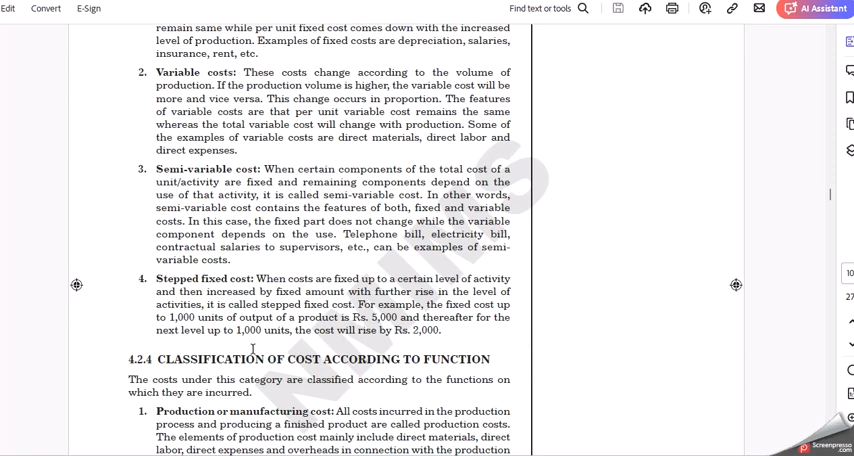 Edit Convert E-Sign Find text or tools AI Assistant
remain same while per unit fixed cost comes down with the increased
level of production. Examples of fixed costs are depreciation, salaries,
insurance, rent, etc.
2. Variable costs: These costs change according to the volume of
production. If the production volume is higher, the variable cost will be
more and vice versa. This change occurs in proportion. The features
of variable costs are that per unit variable cost remains the same
whereas the total variable cost will change with production. Some of
the examples of variable costs are direct materials, direct labor and
direct expenses.
3. Semi-variable cost: When certain components of the total cost of a
unit/activity are fixed and remaining components depend on the
use of that activity, it is called semi-variable cost. In other words,
semi-variable cost contains the features of both, fixed and variable
costs. In this case, the fixed part does not change while the variable
component depends on the use. Telephone bill, electricity bill,
contractual salaries to supervisors, etc., can be examples of semi-
variable costs.
4. Stepped fixed cost: When costs are fixed up to a certain level of activity
and then increased by fixed amount with further rise in the level of
activities, it is called stepped fixed cost. For example, the fixed cost up
to 1,000 units of output of a product is Rs. 5,000 and thereafter for the
next level up to 1,000 units, the cost will rise by Rs. 2,000.
4.2.4 CLASSIFICATION OF COST ACCORDING TO FUNCTION
The costs under this category are classified according to the functions on
which they are incurred.
1. Production or manufacturing cost: All costs incurred in the production
process and producing a finished product are called production costs.
The elements of production cost mainly include direct materials, direct
labor, direct expenses and overheads in connection with the production
NMIMS
10
27
Screenpresso
.com